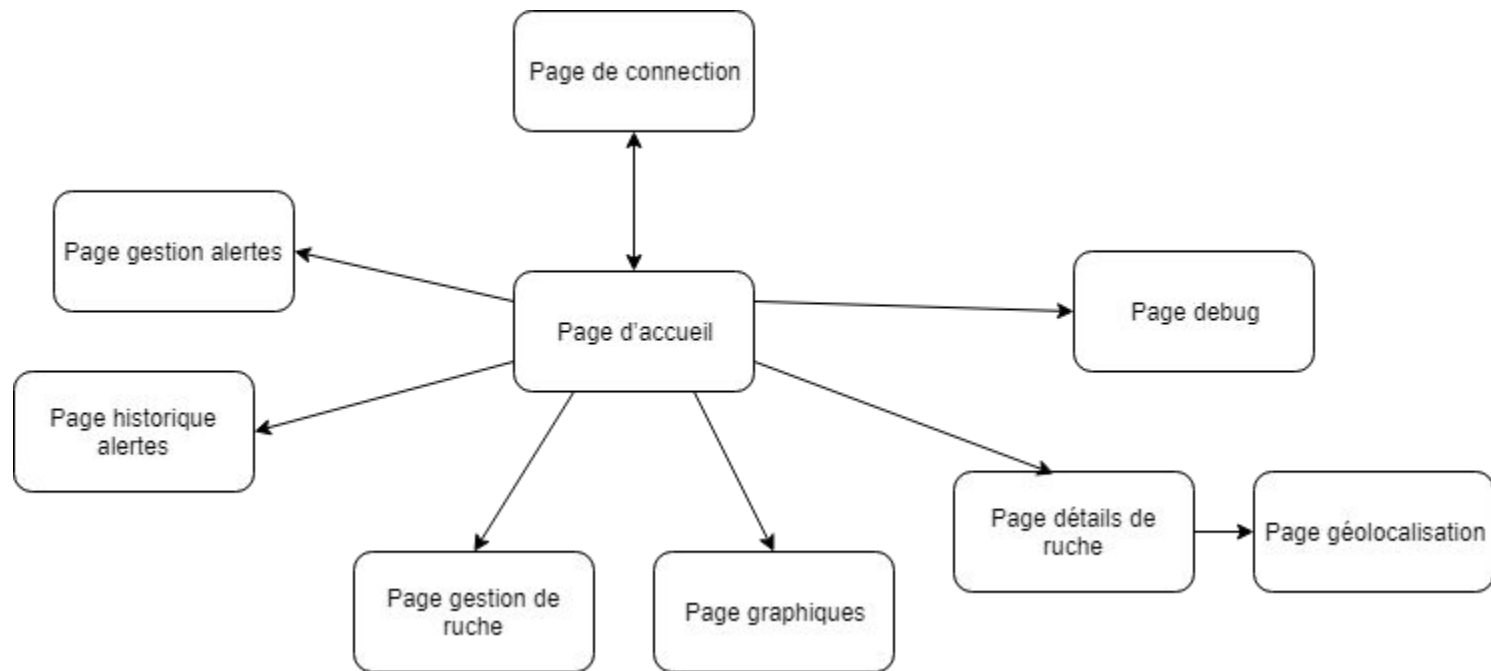 Page de connection
Page gestion alertes
Page d'accueil
Page debug
Page historique
alertes
Page détails de
ruche
Page géolocalisation
Page gestion de
ruche
Page graphiques